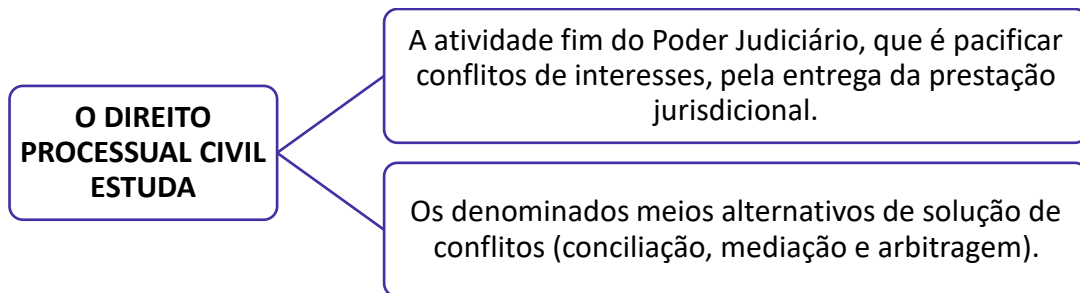 O DIREITO
PROCESSUAL CIVIL
ESTUDA
A atividade fim do Poder Judiciário, que é pacificar
conflitos de interesses, pela entrega da prestação
jurisdicional.
Os denominados meios alternativos de solução de
conflitos (conciliação, mediação e arbitragem).